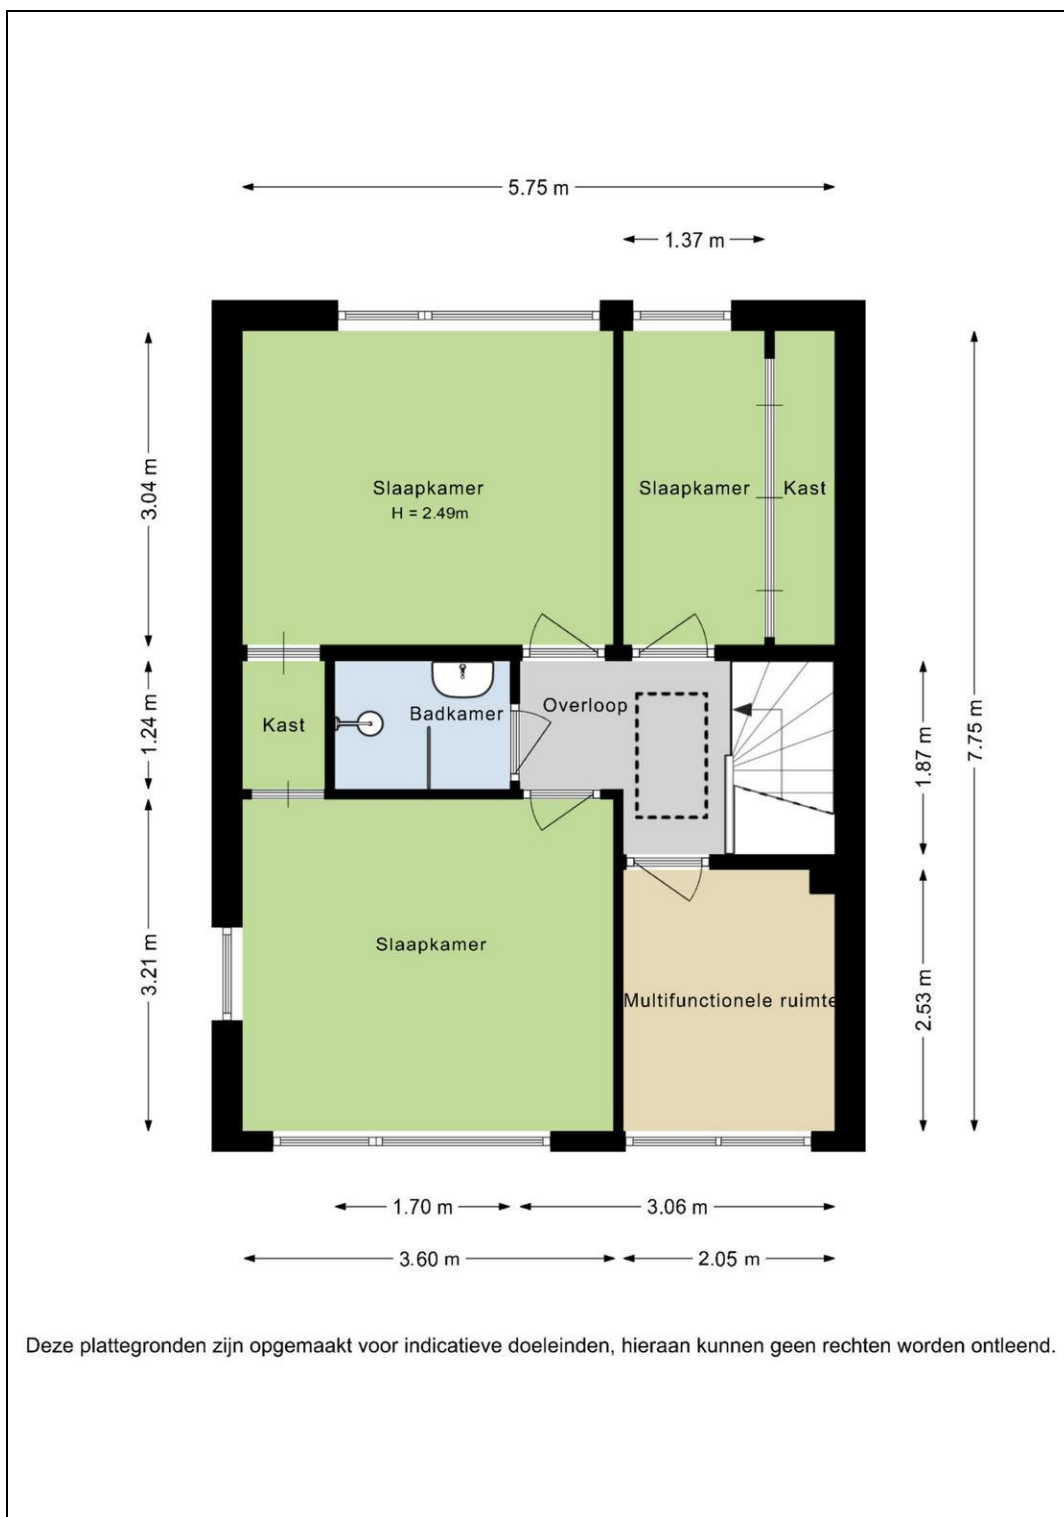 5.75 m
1.37 m
3.04 m
Slaapkamer
H = 2.49m
Slaapkamer
Kast
1.24 m
Kast
Badkamer
Overloop
1.87 m
7.75 m
3.21 m
Slaapkamer
Multifunctionele ruimte
2.53 m
1.70 m
3.06 m
3.60 m
2.05 m
Deze plattegronden zijn opgemaakt voor indicatieve doeleinden, hieraan kunnen geen rechten worden ontleend.